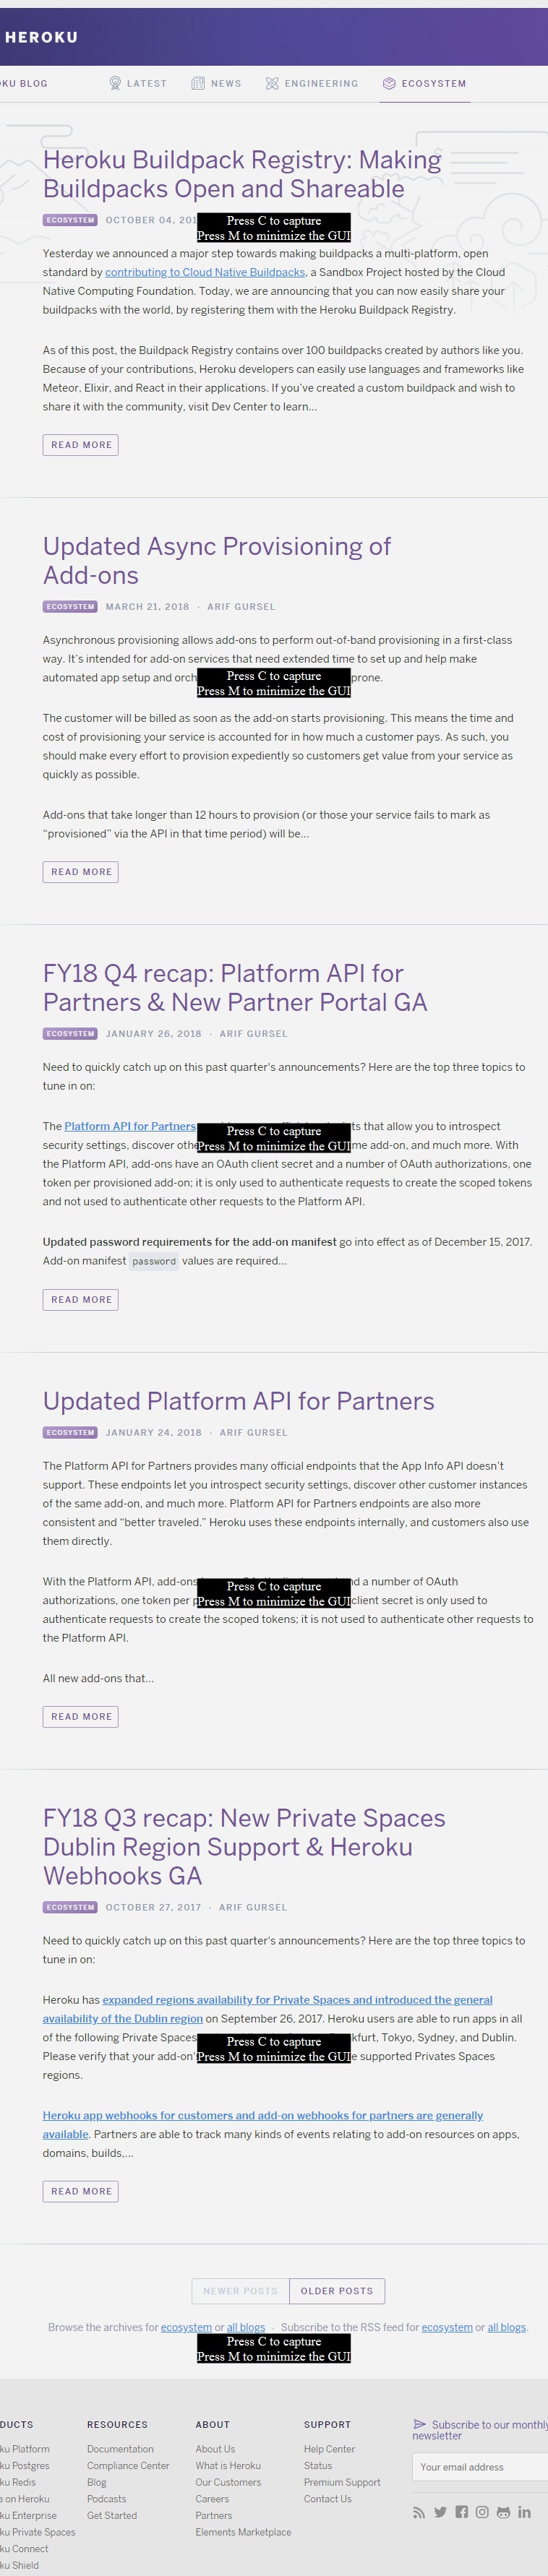 HEROKU
KU BLOG LATEST NEWS ENGINEERING ECOSYSTEM
Heroku Buildpack Registry: Making
Buildpacks Open and Shareable
ECOSYSTEM OCTOBER 04, 201
Press C to capture
Press M to minimize the GUI
Yesterday we announced a major step towards making buildpacks a multi-platform, open
standard by contributing to Cloud Native Buildpacks, a Sandbox Project hosted by the Cloud
Native Computing Foundation. Today, we are announcing that you can now easily share your
buildpacks with the world, by registering them with the Heroku Buildpack Registry.
As of this post, the Buildpack Registry contains over 100 buildpacks created by authors like you.
Because of your contributions, Heroku developers can easily use languages and frameworks like
Meteor, Elixir, and React in their applications. If you've created a custom buildpack and wish to
share it with the community, visit Dev Center to learn...
READ MORE
Updated Async Provisioning of
Add-ons
ECOSYSTEM MARCH 21, 2018 · ARIF GURSEL
Asynchronous provisioning allows add-ons to perform out-of-band provisioning in a first-class
way. It's intended for add-on services that need extended time to set up and help make
automated app setup and orch prone.
Press C to capture
Press M to minimize the GUI
The customer will be billed as soon as the add-on starts provisioning. This means the time and
cost of provisioning your service is accounted for in how much a customer pays. As such, you
should make every effort to provision expediently so customers get value from your service as
quickly as possible.
Add-ons that take longer than 12 hours to provision (or those your service fails to mark as
“provisioned” via the API in that time period) will be...
READ MORE
FY18 Q4 recap: Platform API for
Partners & New Partner Portal GA
ECOSYSTEM JANUARY 26, 2018 · ARIF GURSEL
Need to quickly catch up on this past quarter's announcements? Here are the top three topics to
tune in on:
The Platform API for Partners ts that allow you to introspect
Press C to capture
Press M to minimize the GUI
security settings, discover othe me add-on, and much more. With
the Platform API, add-ons have an OAuth client secret and a number of OAuth authorizations, one
token per provisioned add-on; it is only used to authenticate requests to create the scoped tokens
and not used to authenticate other requests to the Platform API.
Updated password requirements for the add-on manifest go into effect as of December 15, 2017.
Add-on manifest password values are required...
READ MORE
Updated Platform API for Partners
ECOSYSTEM JANUARY 24, 2018 · ARIF GURSEL
The Platform API for Partners provides many official endpoints that the App Info API doesn't
support. These endpoints let you introspect security settings, discover other customer instances
of the same add-on, and much more. Platform API for Partners endpoints are also more
consistent and “better traveled.” Heroku uses these endpoints internally, and customers also use
them directly.
With the Platform API, add-ons nd a number of OAuth
Press C to capture
Press M to minimize the GUI
authorizations, one token per p client secret is only used to
authenticate requests to create the scoped tokens; it is not used to authenticate other requests to
the Platform API.
All new add-ons that...
READ MORE
FY18 Q3 recap: New Private Spaces
Dublin Region Support & Heroku
Webhooks GA
ECOSYSTEM OCTOBER 27, 2017 · ARIF GURSEL
Need to quickly catch up on this past quarter's announcements? Here are the top three topics to
tune in on:
Heroku has expanded regions availability for Private Spaces and introduced the general
availability of the Dublin region on September 26, 2017. Heroku users are able to run apps in all
of the following Private Spaces kfurt, Tokyo, Sydney, and Dublin.
Press C to capture
Press M to minimize the GUI
Please verify that your add-on' e supported Privates Spaces
regions.
Heroku app webhooks for customers and add-on webhooks for partners are generally
available. Partners are able to track many kinds of events relating to add-on resources on apps,
domains, builds,...
READ MORE
NEWER POSTS OLDER POSTS
Browse the archives for ecosystem or all blogs · Subscribe to the RSS feed for ecosystem or all blogs.
Press C to capture
Press M to minimize the GUI
DUCTS RESOURCES ABOUT SUPPORT Subscribe to our monthly
newsletter
ku Platform Documentation About Us Help Center
ku Postgres Compliance Center What is Heroku Status Your email address
ku Redis Blog Our Customers Premium Support
a on Heroku Podcasts Careers Contact Us
ku Enterprise Get Started Partners
ku Private Spaces Elements Marketplace
ku Connect
ku Shield